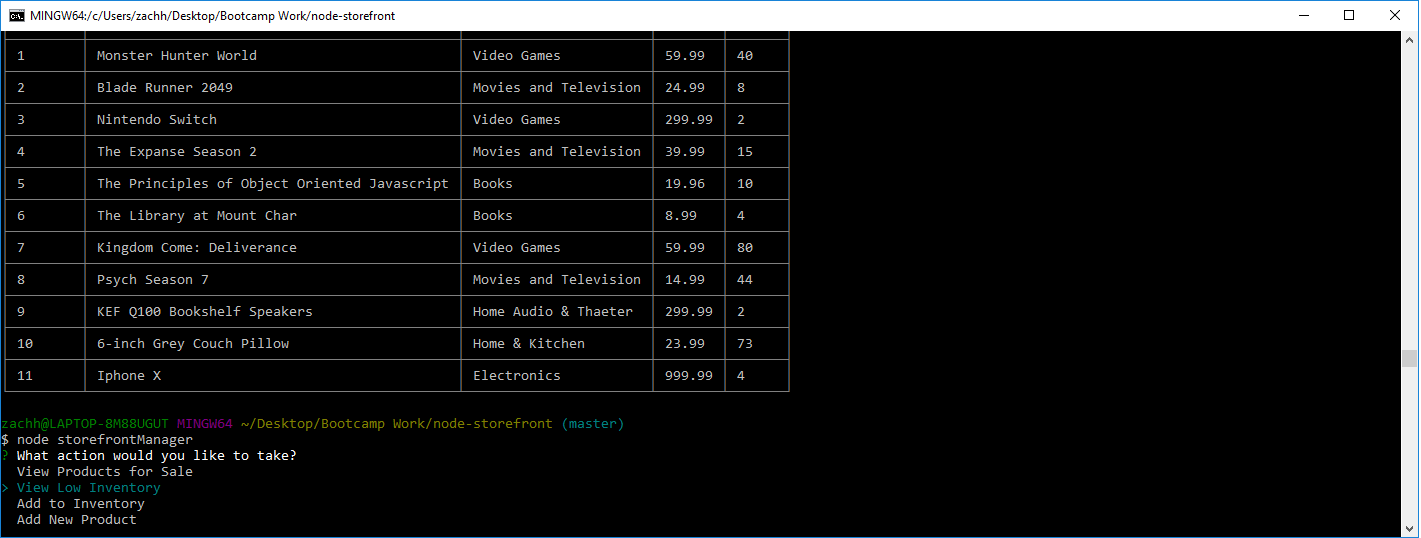 MINGW64:/c/Users/zachh/Desktop/Bootcamp Work/node-storefront
1 Monster Hunter World Video Games 59.99 40
2 Blade Runner 2049 Movies and Television 24.99 8
3 Nintendo Switch Video Games 299.99 2
4 The Expanse Season 2 Movies and Television 39.99 15
5 The Principles of Object Oriented Javascript Books 19.96 10
6 The Library at Mount Char Books 8.99 4
7 Kingdom Come: Deliverance Video Games 59.99 80
8 Psych Season 7 Movies and Television 14.99 44
9 KEF Q100 Bookshelf Speakers Home Audio & Thaeter 299.99 2
10 6-inch Grey Couch Pillow Home & Kitchen 23.99 73
11 Iphone X Electronics 999.99 4
zachh@LAPTOP-8M88UGUT MINGW64 ~/Desktop/Bootcamp Work/node-storefront (master)
$ node storefrontManager
? What action would you like to take?
View Products for Sale
> View Low Inventory
Add to Inventory
Add New Product